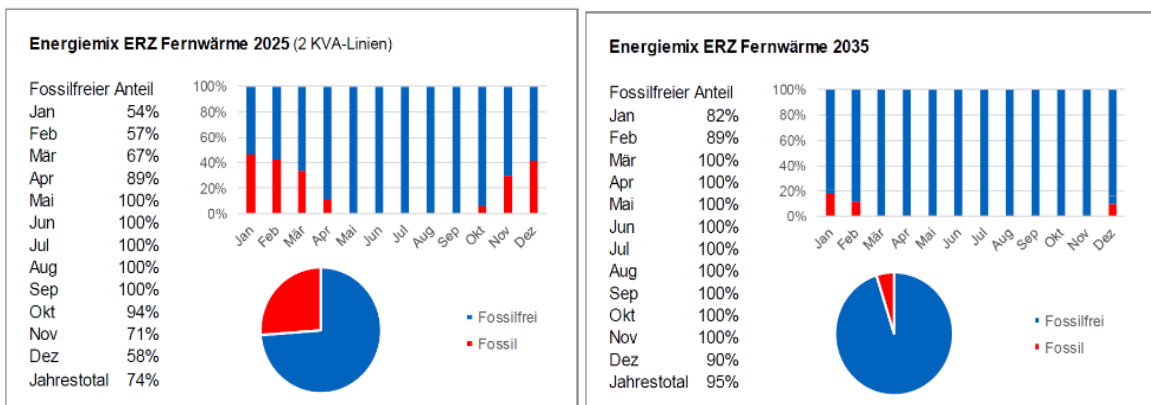 Energiemix ERZ Fernwärme 2025 (2 KVA-Linien)
Fossilfreier Anteil
Jan 54%
Feb 57%
Mär 67%
Apr 89%
Mai 100%
Jun 100%
Jul 100%
Aug 100%
Sep 100%
Okt 94%
Nov 71%
Dez 58%
Jahrestotal 74%
100%
80%
60%
40%
20%
0%
Jan Feb Mär Apr Mai Jun Jul Aug Sep Okt Nov Dez
Fossilfrei
Fossil
Energiemix ERZ Fernwärme 2035
Fossilfreier Anteil
Jan 82%
Feb 89%
Mär 100%
Apr 100%
Mai 100%
Jun 100%
Jul 100%
Aug 100%
Sep 100%
Okt 100%
Nov 100%
Dez 90%
Jahrestotal 95%
100%
80%
60%
40%
20%
0%
Jan Feb Mär Apr Mai Jun Jul Aug Sep Okt Nov Dez
Fossilfrei
Fossil